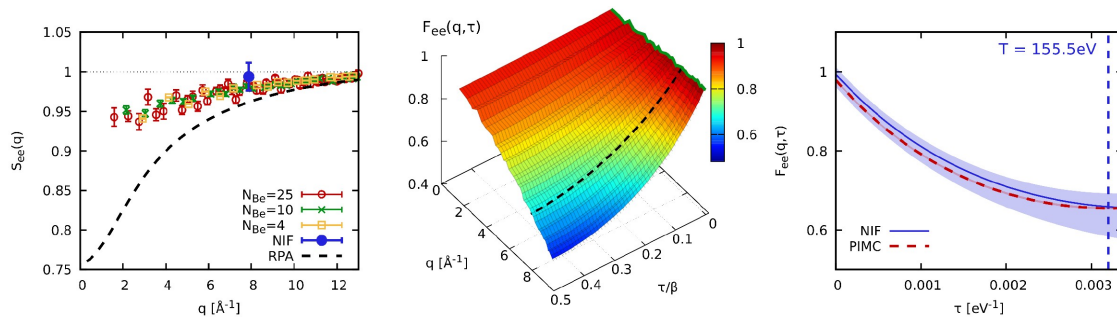 1.05
1
0.95
0.9
0.85
0.8
0.75
S_ee(q)
0 2 4 6 8 10 12
q [Å⁻¹]
N_Be=25
N_Be=10
N_Be=4
NIF
RPA
F_ee(q,τ)
1
0.8
0.6
0.4
0
2
4
6
8
q [Å⁻¹]
0.5
0.4
0.3
0.2
0.1
0
τ/β
1
0.8
0.6
1
0.8
0.6
F_ee(q,τ)
T = 155.5eV
NIF
PIMC
0 0.001 0.002 0.003
τ [eV⁻¹]